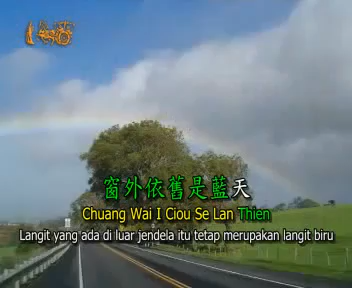 窗外依舊是藍天
Chuang Wai I Ciou Se Lan Thien
Langit yang ada di luar jendela itu tetap merupakan langit biru